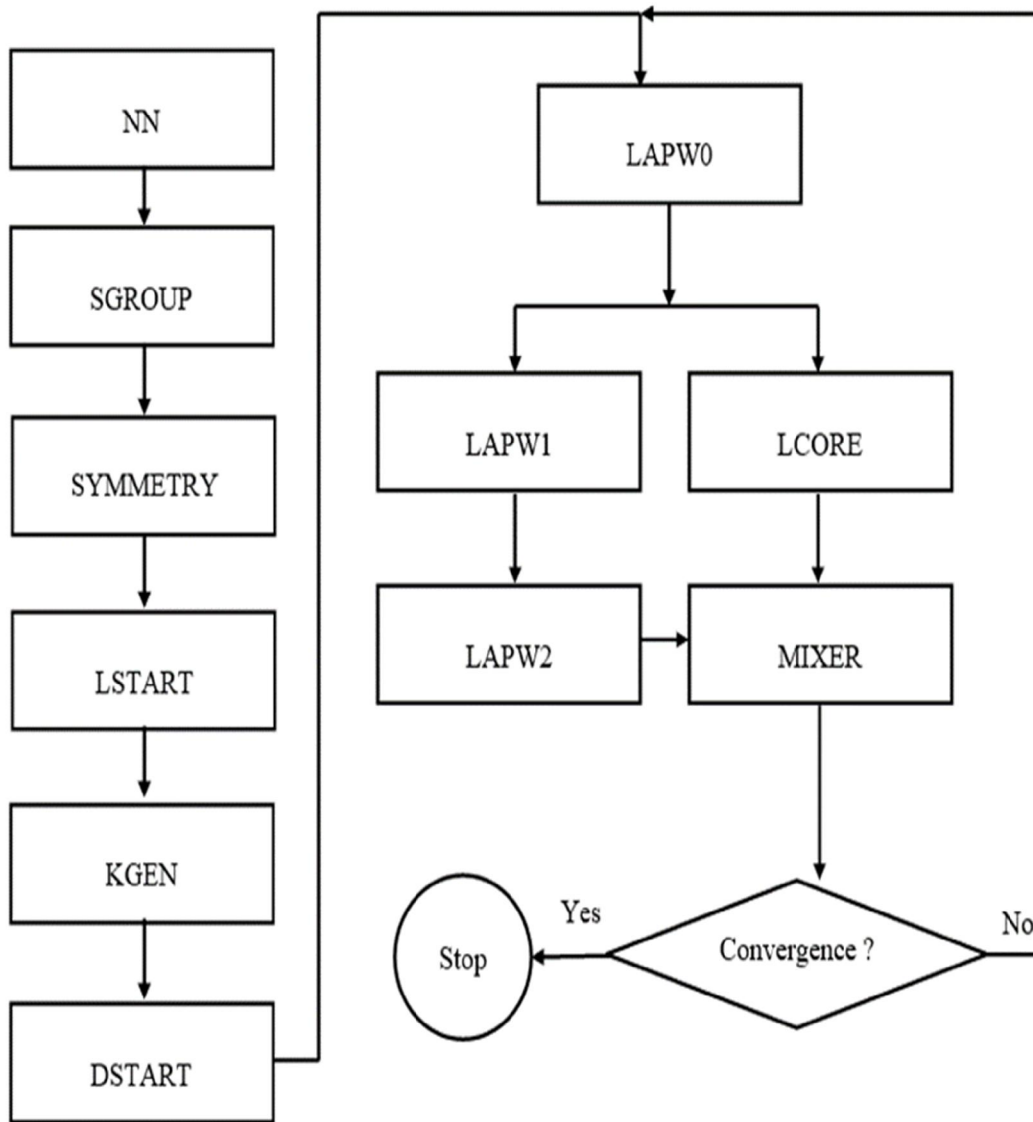 NN
SGROUP
SYMMETRY
LSTART
KGEN
DSTART
LAPW0
LAPW1
LCORE
LAPW2
MIXER
Convergence ?
Yes
No
Stop